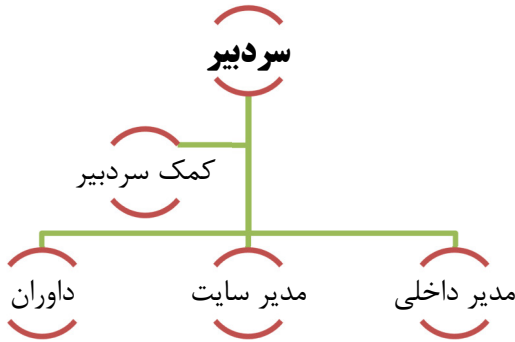 سردبیر
کمک سردبیر
مدیر داخلی
مدیر سایت
داوران